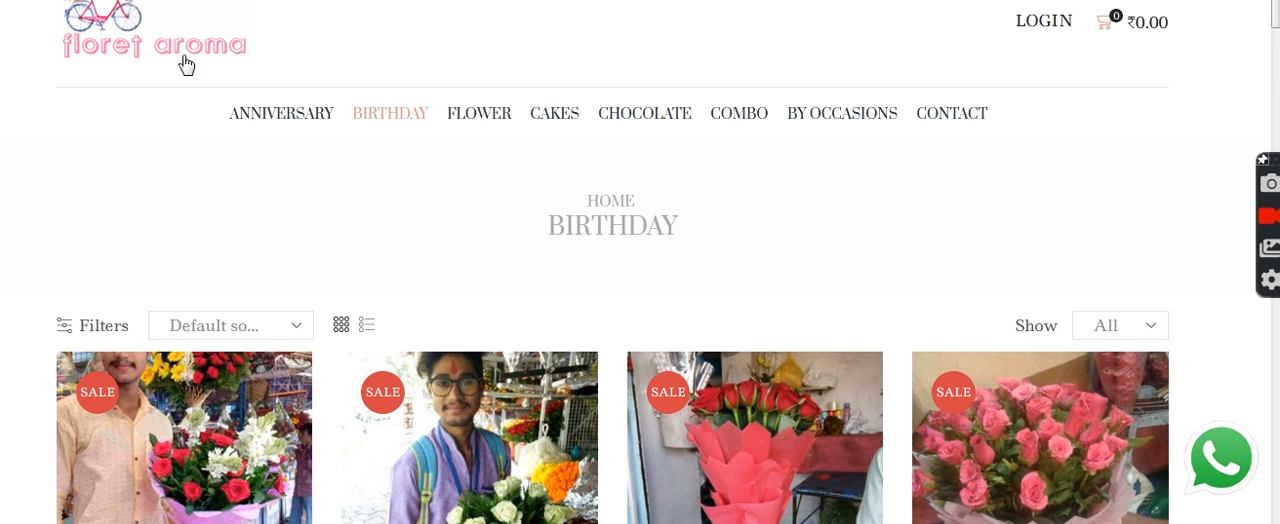 floret aroma
LOGIN 0 ₹0.00
ANNIVERSARY BIRTHDAY FLOWER CAKES CHOCOLATE COMBO BY OCCASIONS CONTACT
HOME
BIRTHDAY
Filters Default so... Show All
SALE SALE SALE SALE